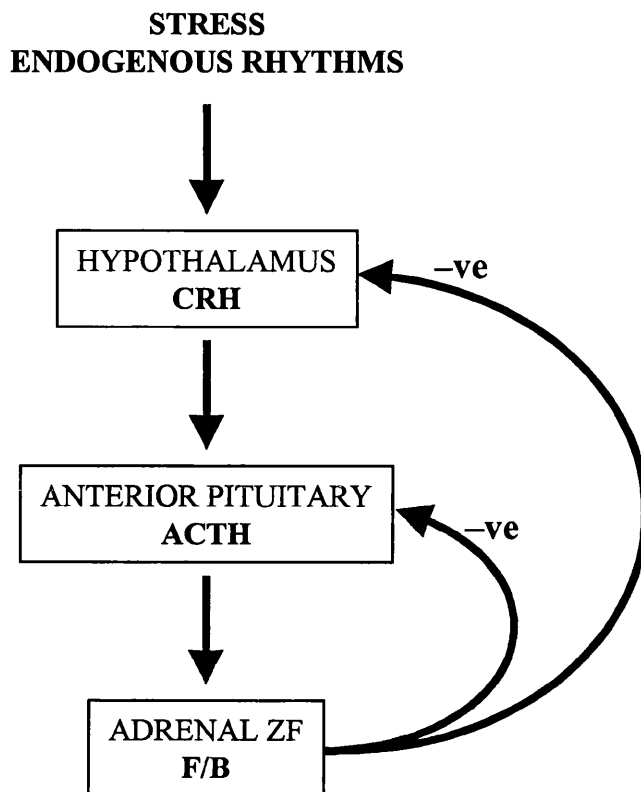 STRESS
ENDOGENOUS RHYTHMS
HYPOTHALAMUS
CRH
–ve
ANTERIOR PITUITARY
ACTH
–ve
ADRENAL ZF
F/B